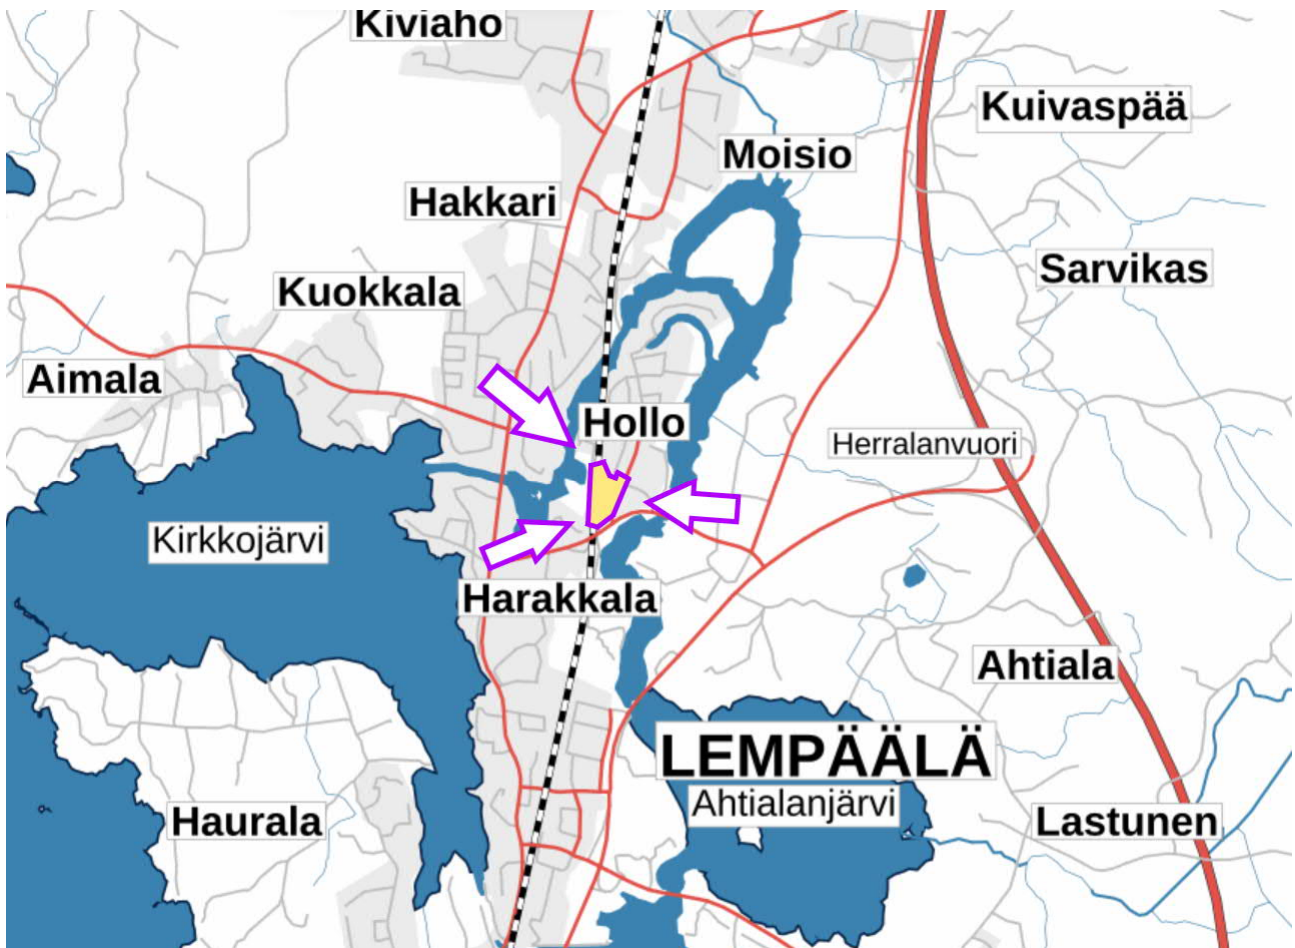 Kiviaho
Kuivaspää
Moisio
Hakkari
Sarvikas
Kuokkala
Aimala
Hollo
Herralanvuori
Kirkkojärvi
Harakkala
Ahtiala
LEMPÄÄLÄ
Ahtialanjärvi
Haurala
Lastunen